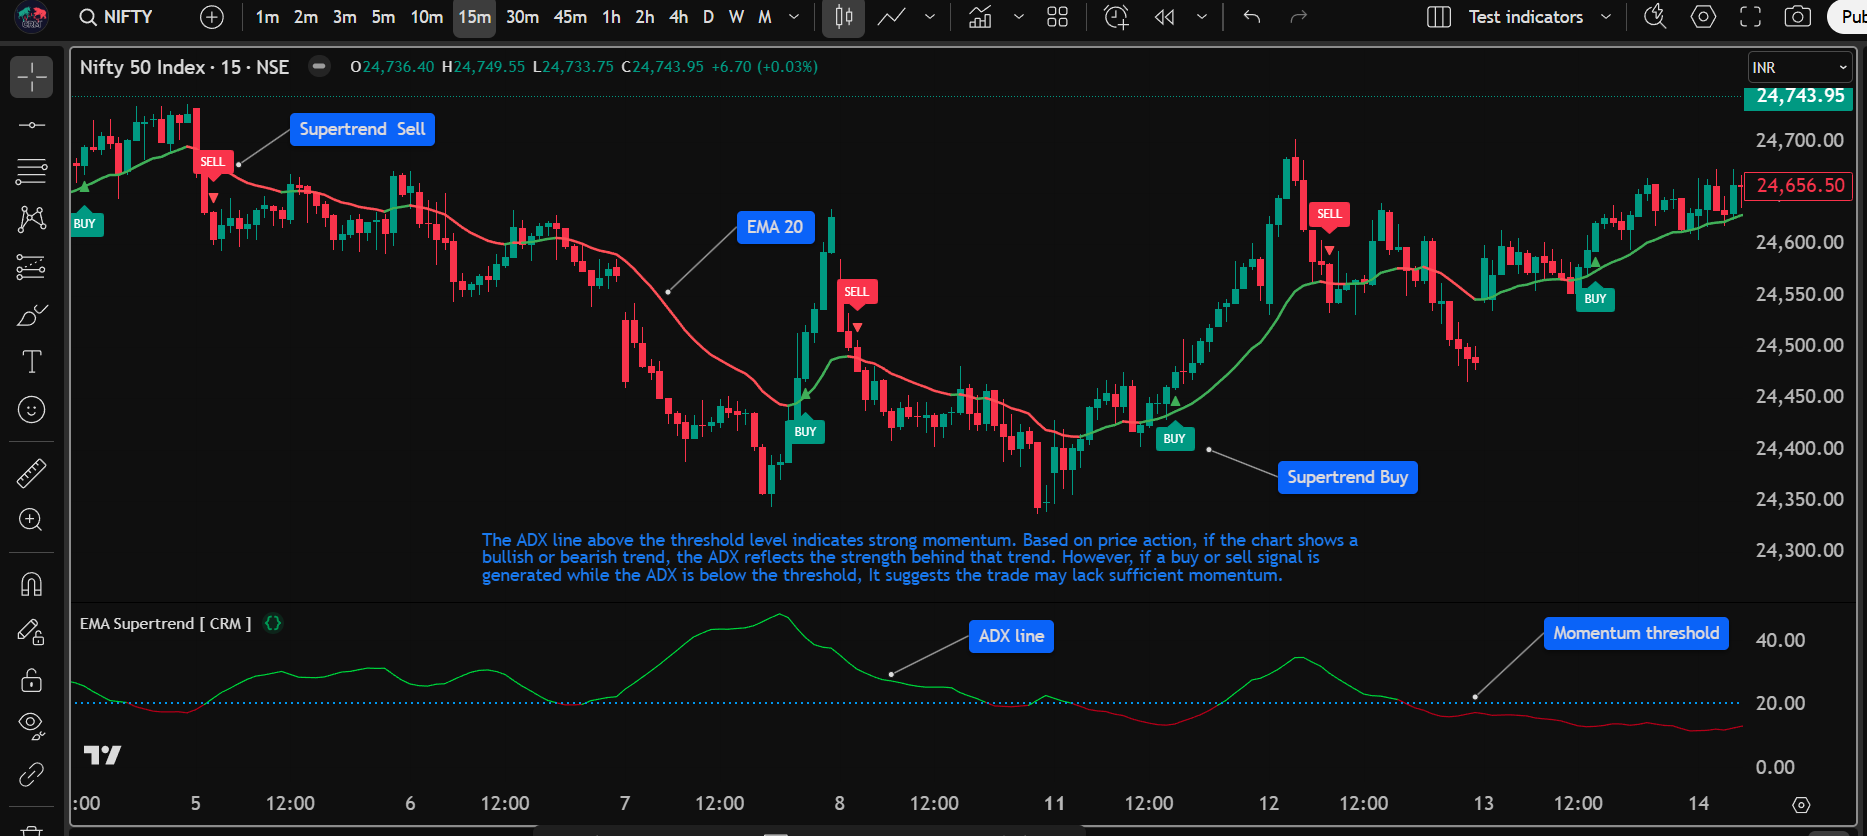 NIFTY
1m 2m 3m 5m 10m 15m 30m 45m 1h 2h 4h D W M
Test indicators
Pub
Nifty 50 Index · 15 · NSE
O24,736.40 H24,749.55 L24,733.75 C24,743.95 +6.70 (+0.03%)
INR
24,743.95
24,700.00
24,656.50
24,600.00
24,550.00
24,500.00
24,450.00
24,400.00
24,350.00
24,300.00
Supertrend Sell
SELL
BUY
EMA 20
SELL
BUY
SELL
BUY
BUY
Supertrend Buy
The ADX line above the threshold level indicates strong momentum. Based on price action, if the chart shows a
bullish or bearish trend, the ADX reflects the strength behind that trend. However, if a buy or sell signal is
generated while the ADX is below the threshold, It suggests the trade may lack sufficient momentum.
EMA Supertrend [ CRM ] {}
ADX line
Momentum threshold
40.00
20.00
0.00
:00 5 12:00 6 12:00 7 12:00 8 12:00 11 12:00 12 12:00 13 12:00 14